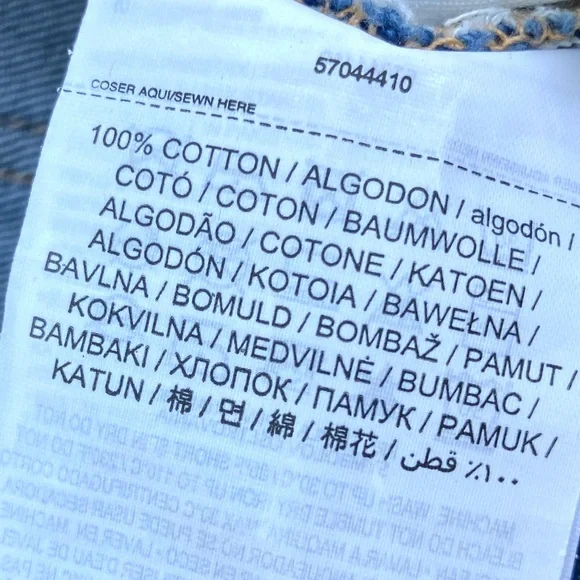 57044410
COSER AQUI/SEWN HERE
100% COTTON / ALGODON / algodón /
COTÓ / COTON / BAUMWOLLE /
ALGODÃO / COTONE / KATOEN /
ALGODÓN / KOTOIA / BAWEŁNA /
BAVLNA / BOMULD / BOMBAŽ / PAMUT /
KOKVILNA / MEDVILNĖ / BUMBAC /
BAMBAKI / ХЛОПОК / ПАМУК / PAMUK /
KATUN / 棉 / 면 / 綿 / 棉花 / قطن ٪١٠٠